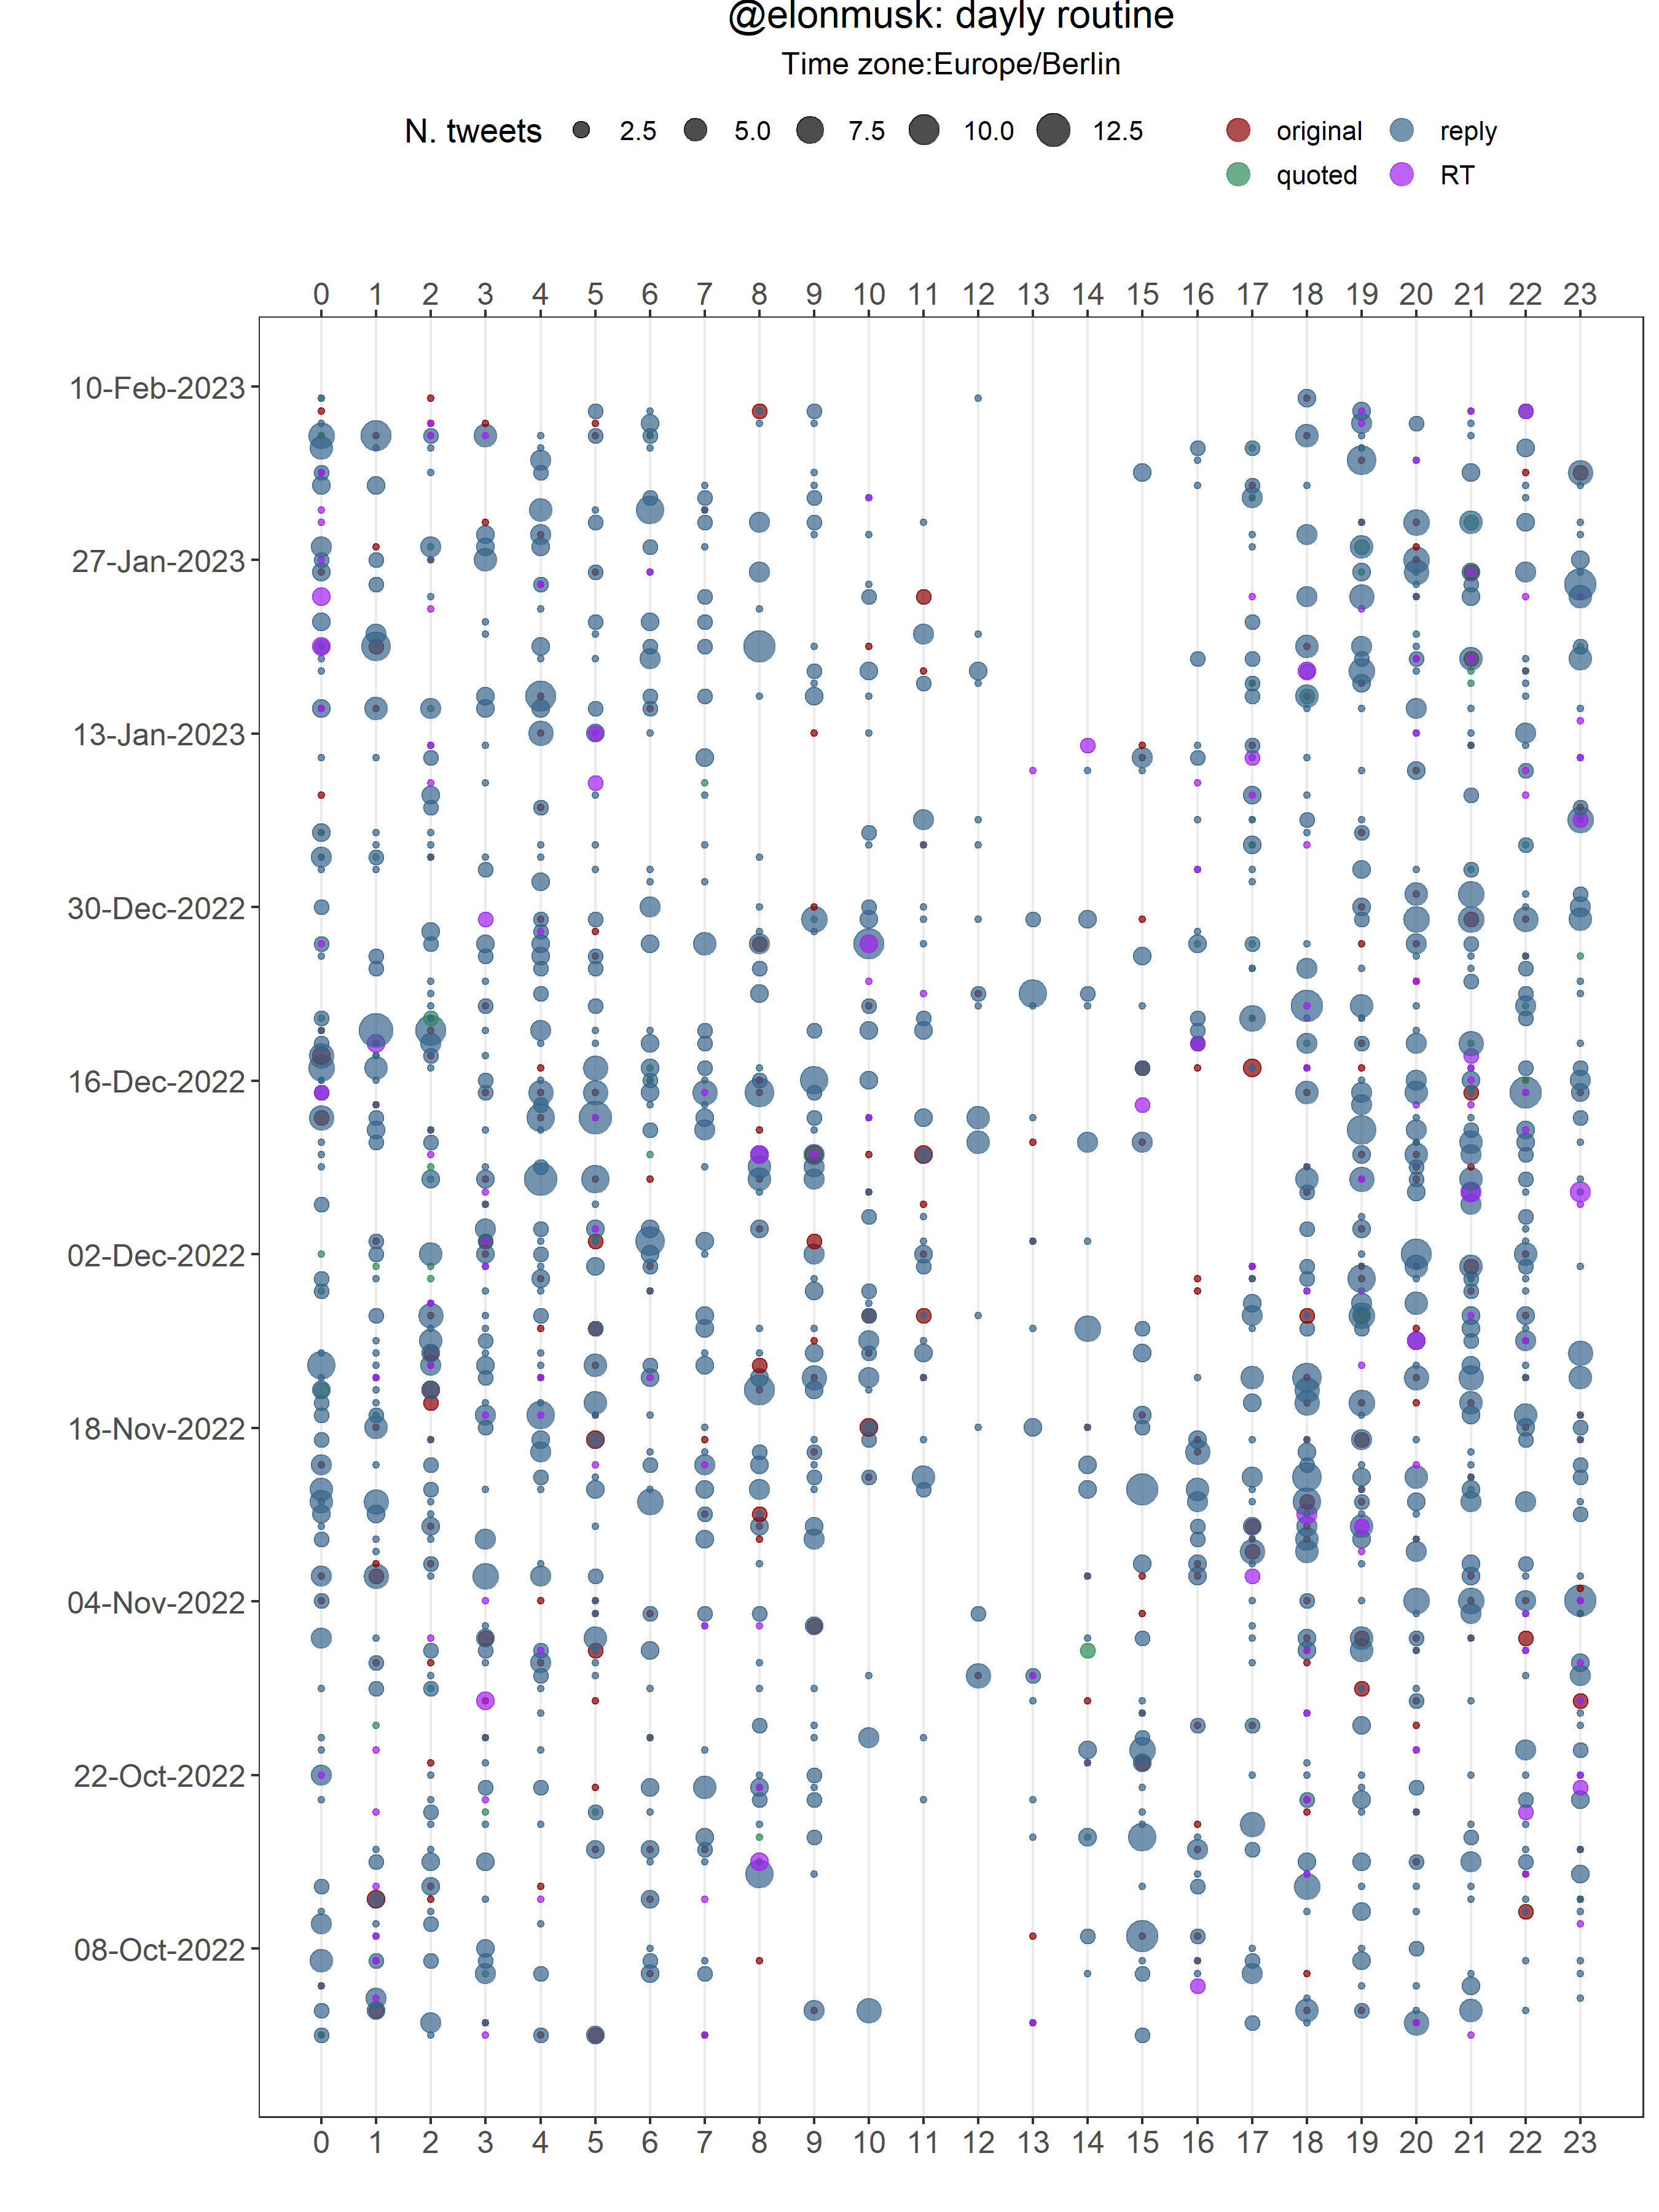 @elonmusk: dayly routine
Time zone:Europe/Berlin
N. tweets 2.5 5.0 7.5 10.0 12.5 original reply
quoted RT
0 1 2 3 4 5 6 7 8 9 10 11 12 13 14 15 16 17 18 19 20 21 22 23
10-Feb-2023
27-Jan-2023
13-Jan-2023
30-Dec-2022
16-Dec-2022
02-Dec-2022
18-Nov-2022
04-Nov-2022
22-Oct-2022
08-Oct-2022
0 1 2 3 4 5 6 7 8 9 10 11 12 13 14 15 16 17 18 19 20 21 22 23